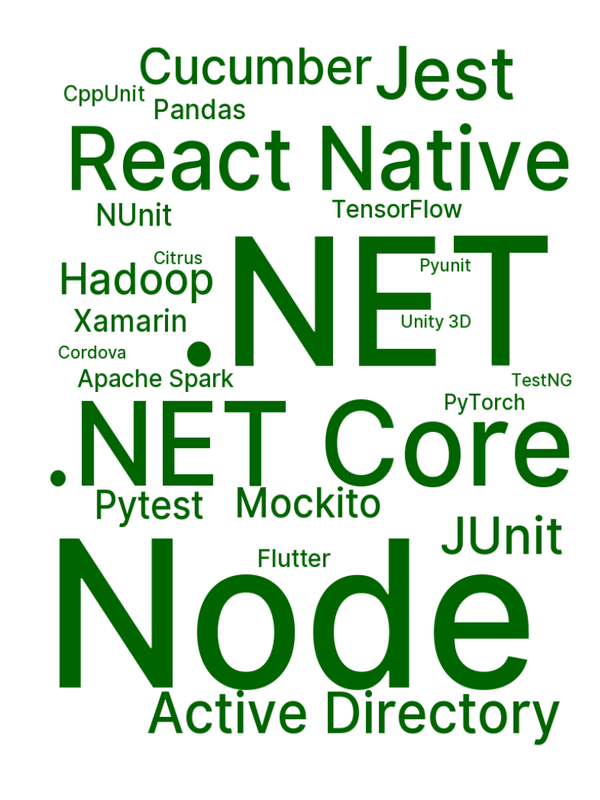 Cucumber
Jest
CppUnit
Pandas
React Native
NUnit
TensorFlow
.NET
Citrus
Pyunit
Hadoop
Xamarin
Unity 3D
Cordova
Apache Spark
TestNG
PyTorch
.NET Core
Pytest
Mockito
JUnit
Flutter
Node
Active Directory